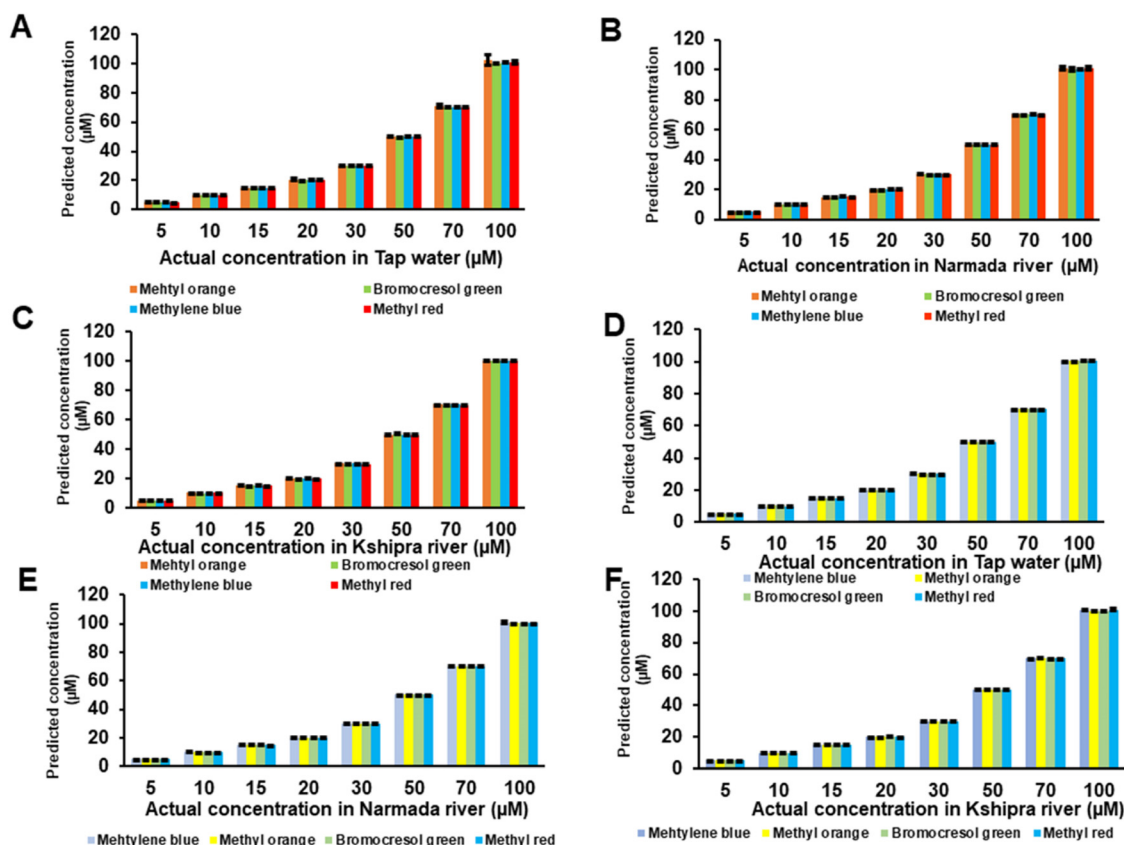 A
Predicted concentration
(µM)
120
100
80
60
40
20
0
5 10 15 20 30 50 70 100
Actual concentration in Tap water (µM)
Mehtyl orange Bromocresol green
Methylene blue Methyl red
B
Predicted concentration
(µM)
120
100
80
60
40
20
0
5 10 15 20 30 50 70 100
Actual concentration in Narmada river (µM)
Mehtyl orange Bromocresol green
Methylene blue Methyl red
C
Predicted concentration
(µM)
120
100
80
60
40
20
0
5 10 15 20 30 50 70 100
Actual concentration in Kshipra river (µM)
Mehtyl orange Bromocresol green
Methylene blue Methyl red
D
Predicted concentration
(µM)
120
100
80
60
40
20
0
5 10 15 20 30 50 70 100
Actual concentration in Tap water (µM)
Mehtylene blue Methyl orange
Bromocresol green Methyl red
E
Predicted concentration
(µM)
120
100
80
60
40
20
0
5 10 15 20 30 50 70 100
Actual concentration in Narmada river (µM)
Mehtylene blue Methyl orange Bromocresol green Methyl red
F
Predicted concentration
(µM)
120
100
80
60
40
20
0
5 10 15 20 30 50 70 100
Actual concentration in Kshipra river (µM)
Mehtylene blue Methyl orange Bromocresol green Methyl red